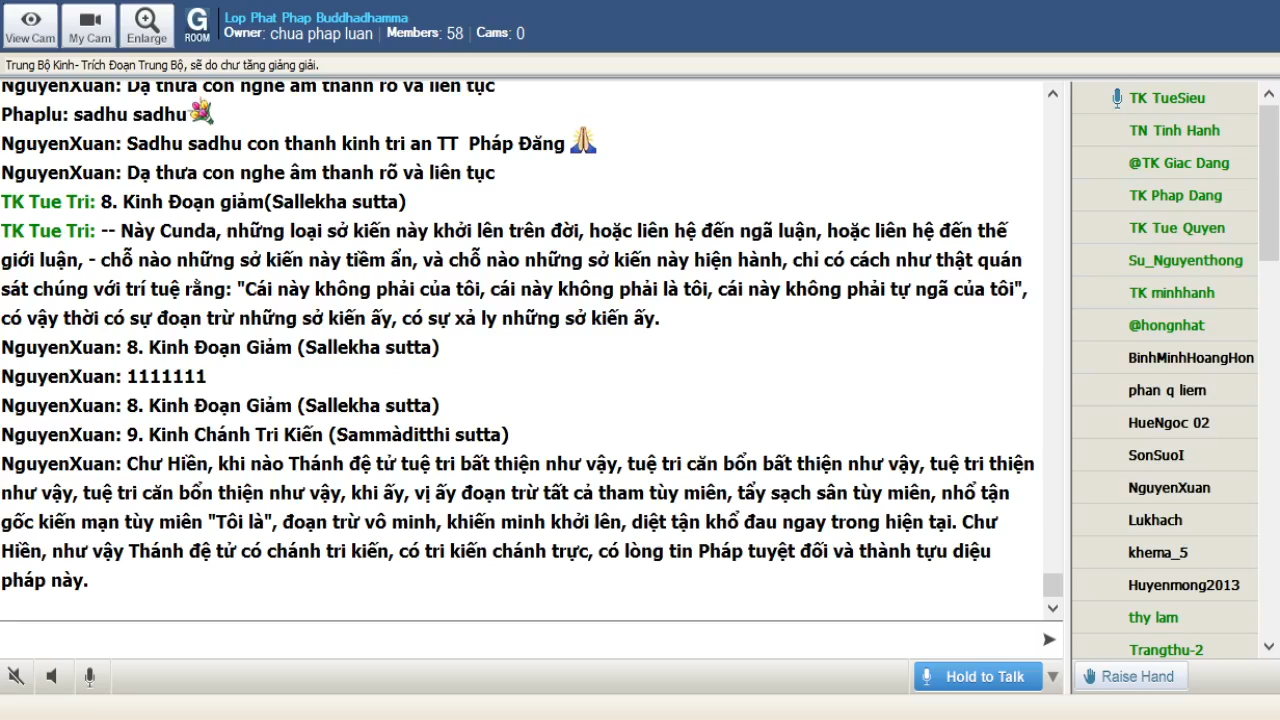 View Cam
My Cam
Enlarge
G
ROOM
Lop Phat Phap Buddhadhamma
Owner: chua phap luan | Members: 58 | Cams: 0
Trung Bộ Kinh- Trích Đoạn Trung Bộ, sẽ do chư tăng giảng giải.
NguyenXuan: Dạ thưa con nghe âm thanh rõ và liên tục
Phaplu: sadhu sadhu
NguyenXuan: Sadhu sadhu con thanh kinh tri an TT  Pháp Đăng
NguyenXuan: Dạ thưa con nghe âm thanh rõ và liên tục
TK Tue Tri: 8. Kinh Đoạn giảm(Sallekha sutta)
TK Tue Tri: -- Này Cunda, những loại sở kiến này khởi lên trên đời, hoặc liên hệ đến ngã luận, hoặc liên hệ đến thế
giới luận, - chỗ nào những sở kiến này tiềm ẩn, và chỗ nào những sở kiến này hiện hành, chỉ có cách như thật quán
sát chúng với trí tuệ rằng: "Cái này không phải của tôi, cái này không phải là tôi, cái này không phải tự ngã của tôi",
có vậy thời có sự đoạn trừ những sở kiến ấy, có sự xả ly những sở kiến ấy.
NguyenXuan: 8. Kinh Đoạn Giảm (Sallekha sutta)
NguyenXuan: 1111111
NguyenXuan: 8. Kinh Đoạn Giảm (Sallekha sutta)
NguyenXuan: 9. Kinh Chánh Tri Kiến (Sammàditthi sutta)
NguyenXuan: Chư Hiền, khi nào Thánh đệ tử tuệ tri bất thiện như vậy, tuệ tri căn bổn bất thiện như vậy, tuệ tri thiện
như vậy, tuệ tri căn bổn thiện như vậy, khi ấy, vị ấy đoạn trừ tất cả tham tùy miên, tẩy sạch sân tùy miên, nhổ tận
gốc kiến mạn tùy miên "Tôi là", đoạn trừ vô minh, khiến minh khởi lên, diệt tận khổ đau ngay trong hiện tại. Chư
Hiền, như vậy Thánh đệ tử có chánh tri kiến, có tri kiến chánh trực, có lòng tin Pháp tuyệt đối và thành tựu diệu
pháp này.
TK TueSieu
TN Tinh Hanh
@TK Giac Dang
TK Phap Dang
TK Tue Quyen
Su_Nguyenthong
TK minhhanh
@hongnhat
BinhMinhHoangHon
phan q liem
HueNgoc 02
SonSuoI
NguyenXuan
Lukhach
khema_5
Huyenmong2013
thy lam
Trangthu-2
Hold to Talk
Raise Hand